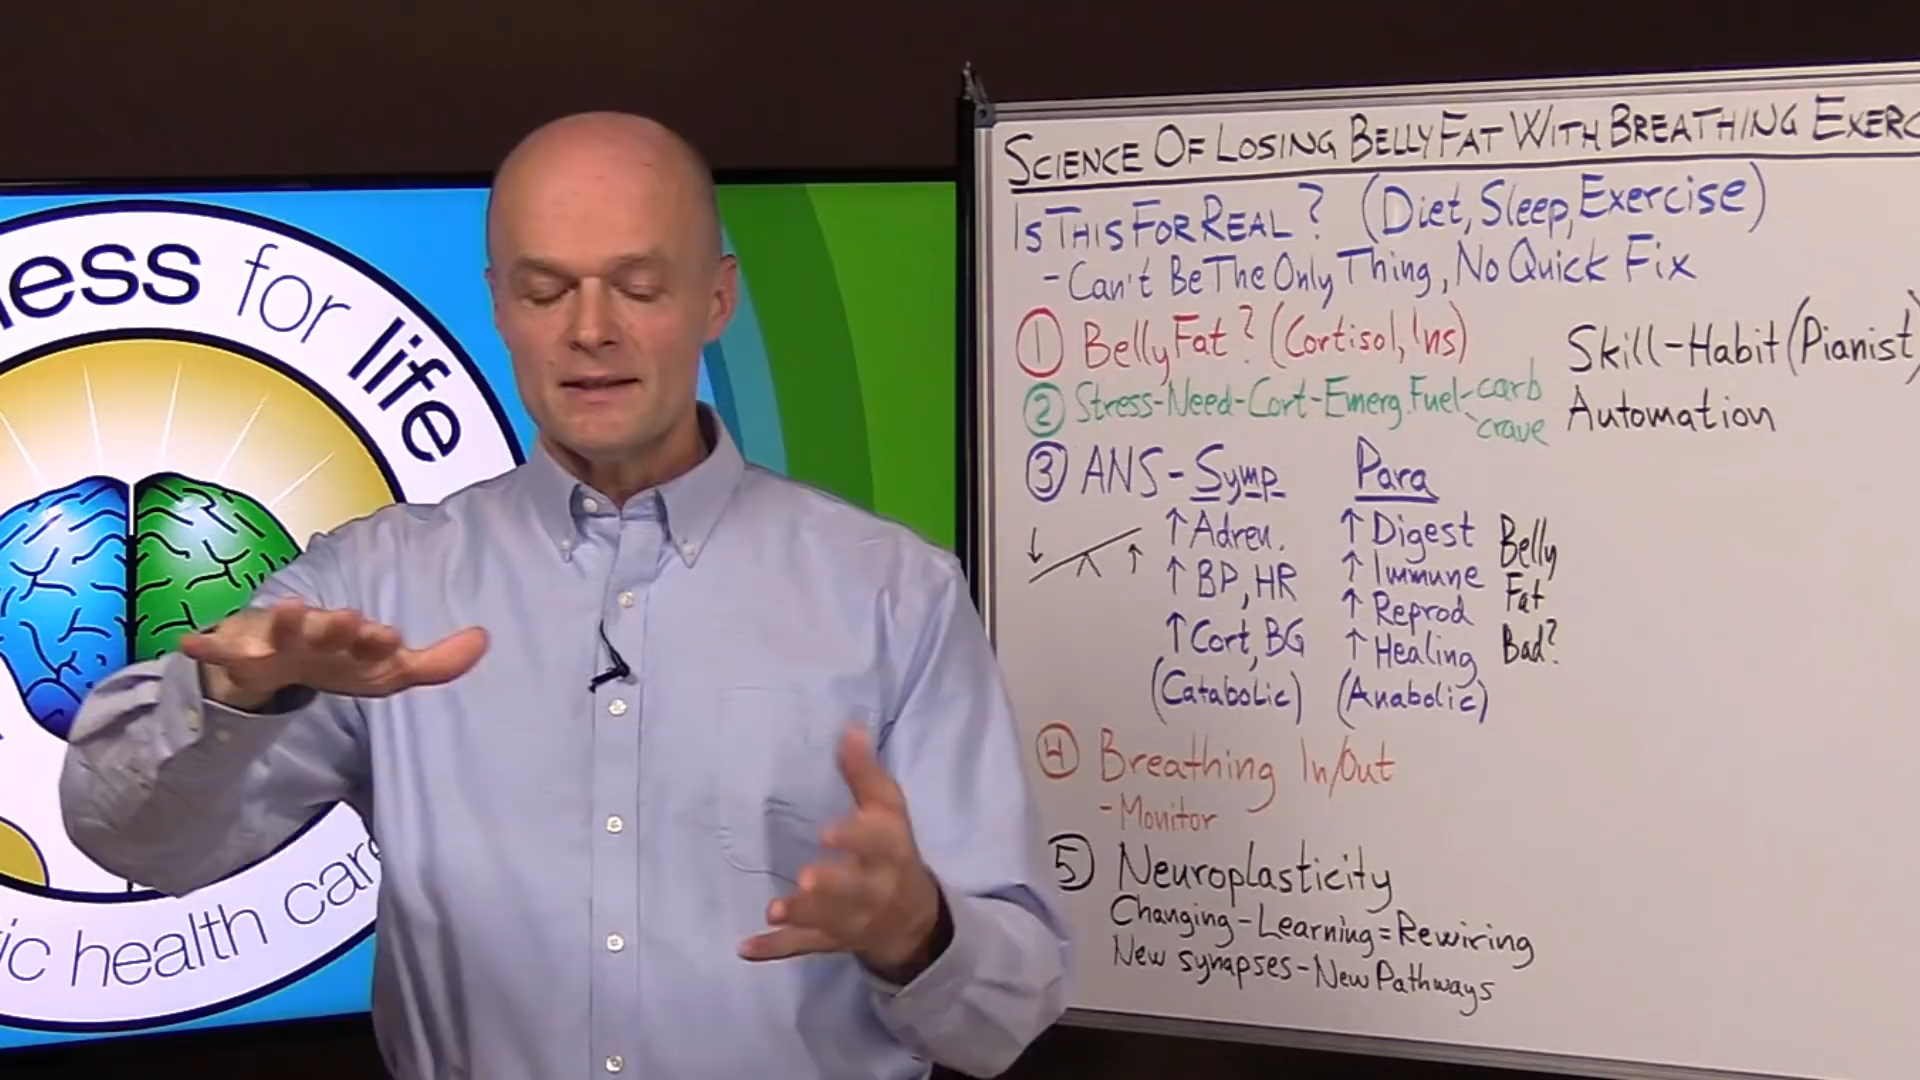 ness for life
ic health care
SCIENCE OF LOSING BELLY FAT WITH BREATHING EXERC
IS THIS FOR REAL? (Diet, Sleep, Exercise)
- Can't Be The Only Thing, No Quick Fix
① Belly Fat? (Cortisol, Ins)
② Stress-Need-Cort-Emerg. Fuel-carb
crave
Skill-Habit (Pianist)
Automation
③ ANS - Symp Para
↑ Adren. ↑ Digest
↑ BP, HR ↑ Immune
↑ Reprod
↑ Cort, BG ↑ Healing
(Catabolic) (Anabolic)
Belly
Fat
Bad?
④ Breathing In/Out
- Monitor
⑤ Neuroplasticity
Changing - Learning = Rewiring
New synapses - New Pathways